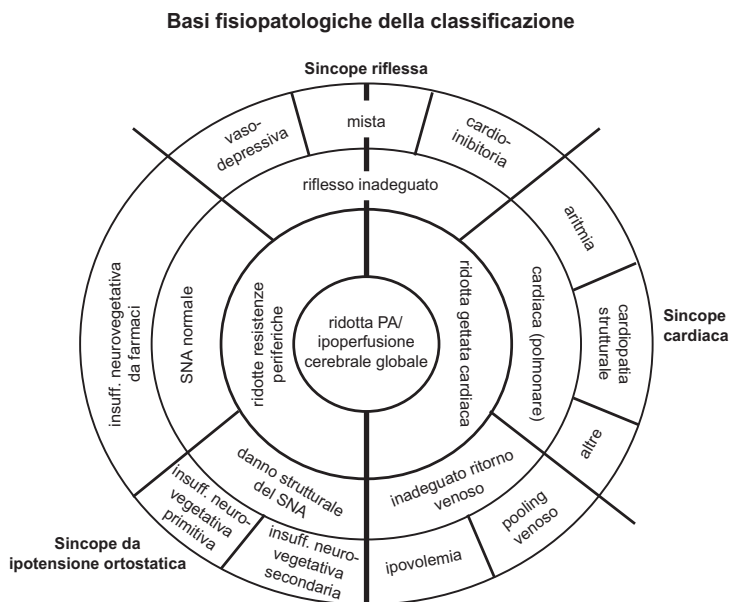 Basi fisiopatologiche della classificazione
Sincope riflessa
vaso-
depressiva
mista
cardio-
inibitoria
riflesso inadeguato
aritmia
cardiopatia
strutturale
altre
Sincope
cardiaca
cardiaca (polmonare)
ridotta gettata cardiaca
ridotta PA/
ipoperfusione
cerebrale globale
ridotte resistenze
periferiche
SNA normale
insuff. neurovegetativa
da farmaci
danno strutturale
del SNA
inadeguato ritorno
venoso
insuff. neuro-
vegetativa
primitiva
insuff. neuro-
vegetativa
secondaria
ipovolemia
pooling
venoso
Sincope da
ipotensione ortostatica